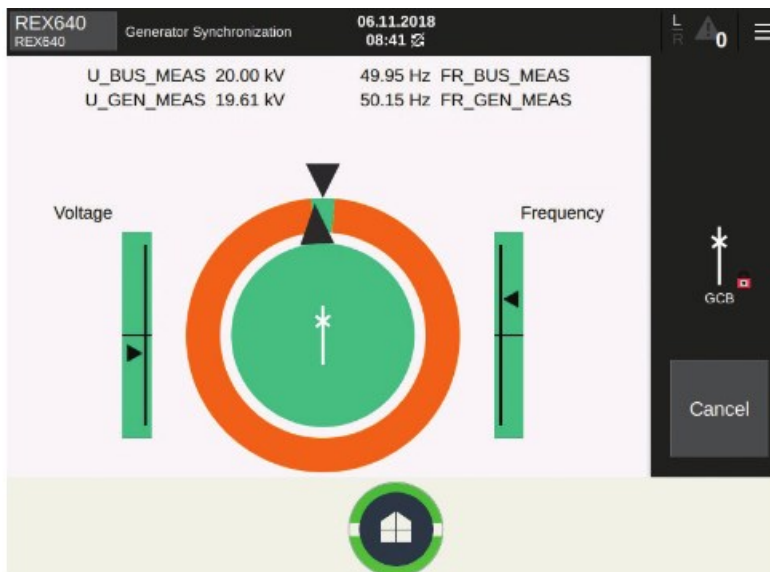 REX640
REX640
Generator Synchronization
06.11.2018
08:41
L
R
0
U_BUS_MEAS 20.00 kV 49.95 Hz FR_BUS_MEAS
U_GEN_MEAS 19.61 kV 50.15 Hz FR_GEN_MEAS
Voltage
Frequency
GCB
Cancel